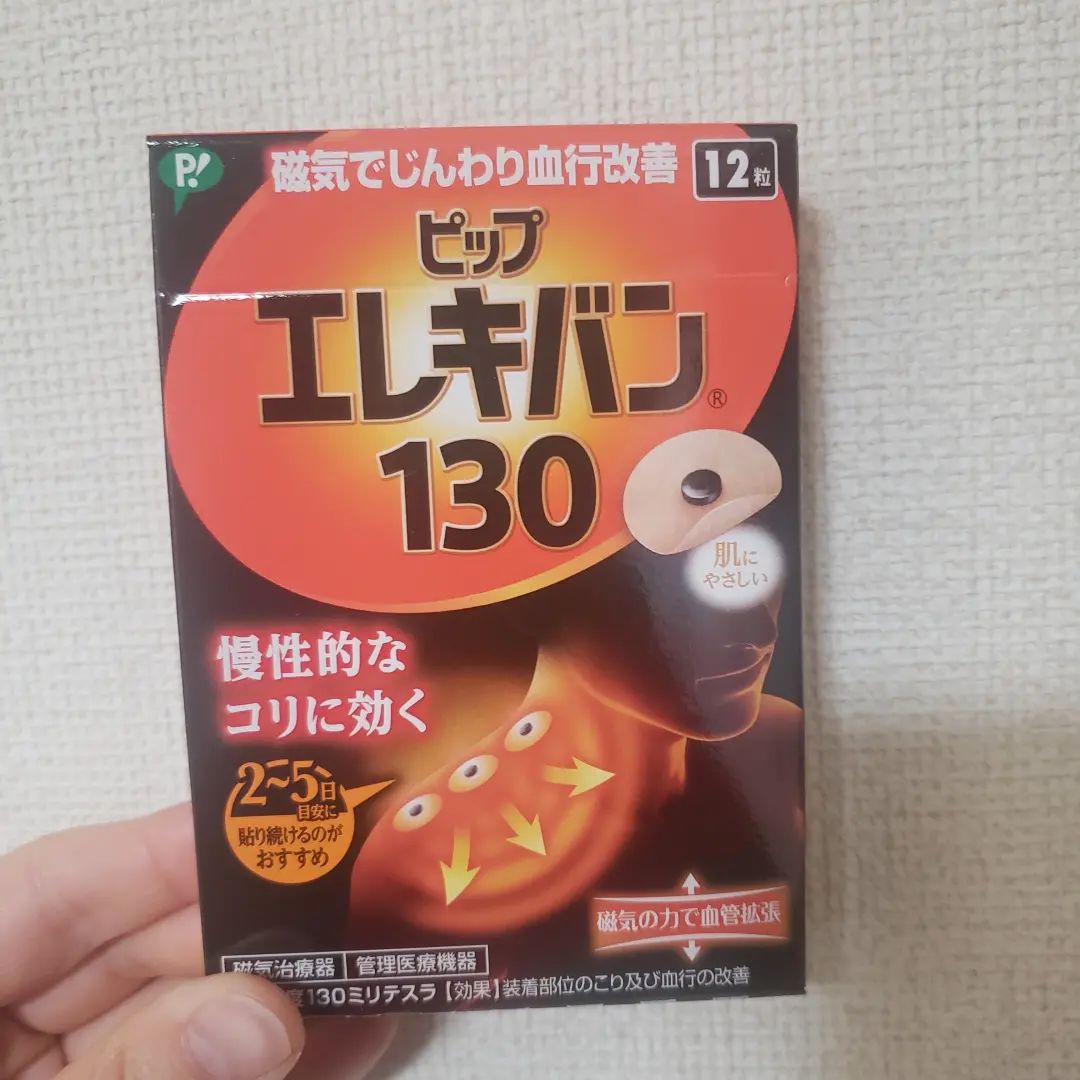 P!
磁気でじんわり血行改善
12粒
ピップ
エレキバン®
130
肌に
やさしい
慢性的な
コリに効く
2~5日
目安に
貼り続けるのが
おすすめ
磁気の力で血管拡張
磁気治療器 管理医療機器
度130ミリテスラ【効果】装着部位のこり及び血行の改善